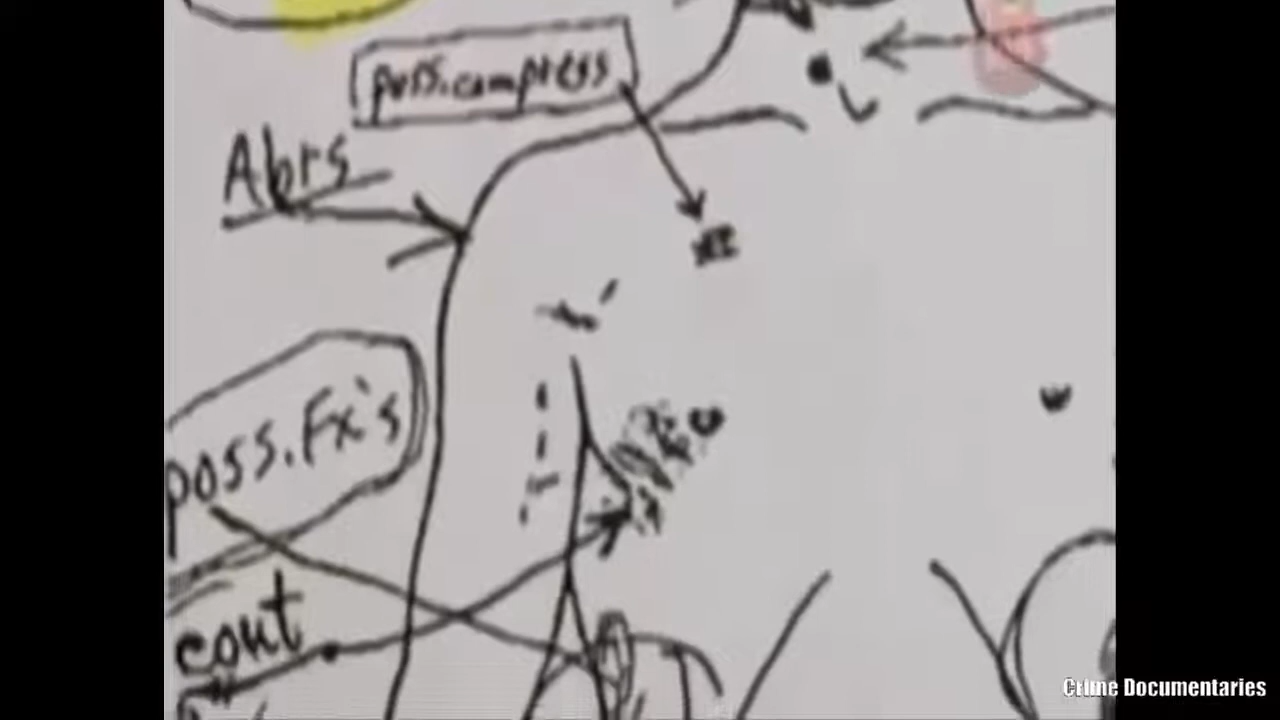 poss.compress
Abrs
poss.Fx's
cont
Crime Documentaries